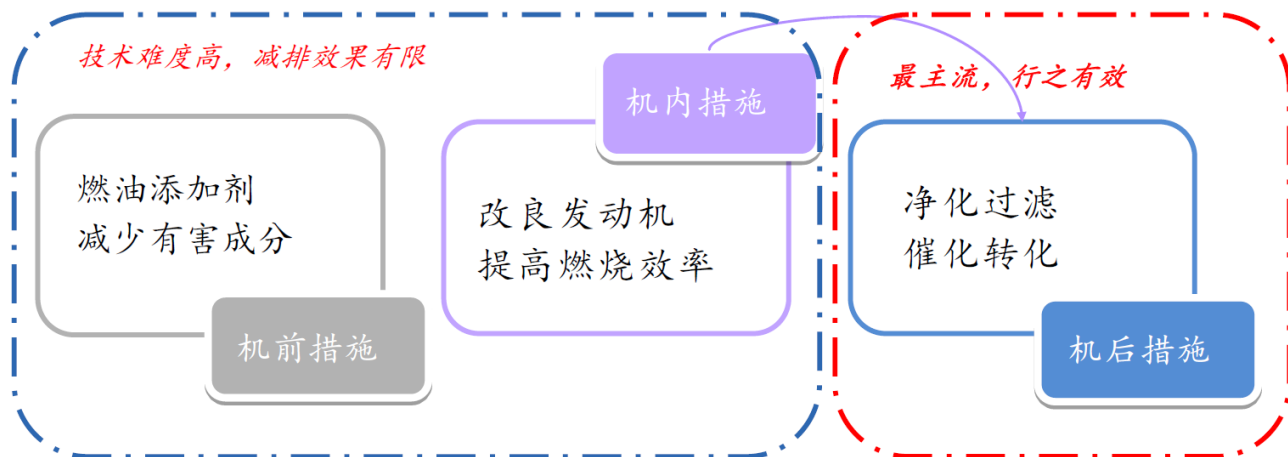 技术难度高，减排效果有限
燃油添加剂
减少有害成分
机前措施
机内措施
改良发动机
提高燃烧效率
最主流，行之有效
净化过滤
催化转化
机后措施